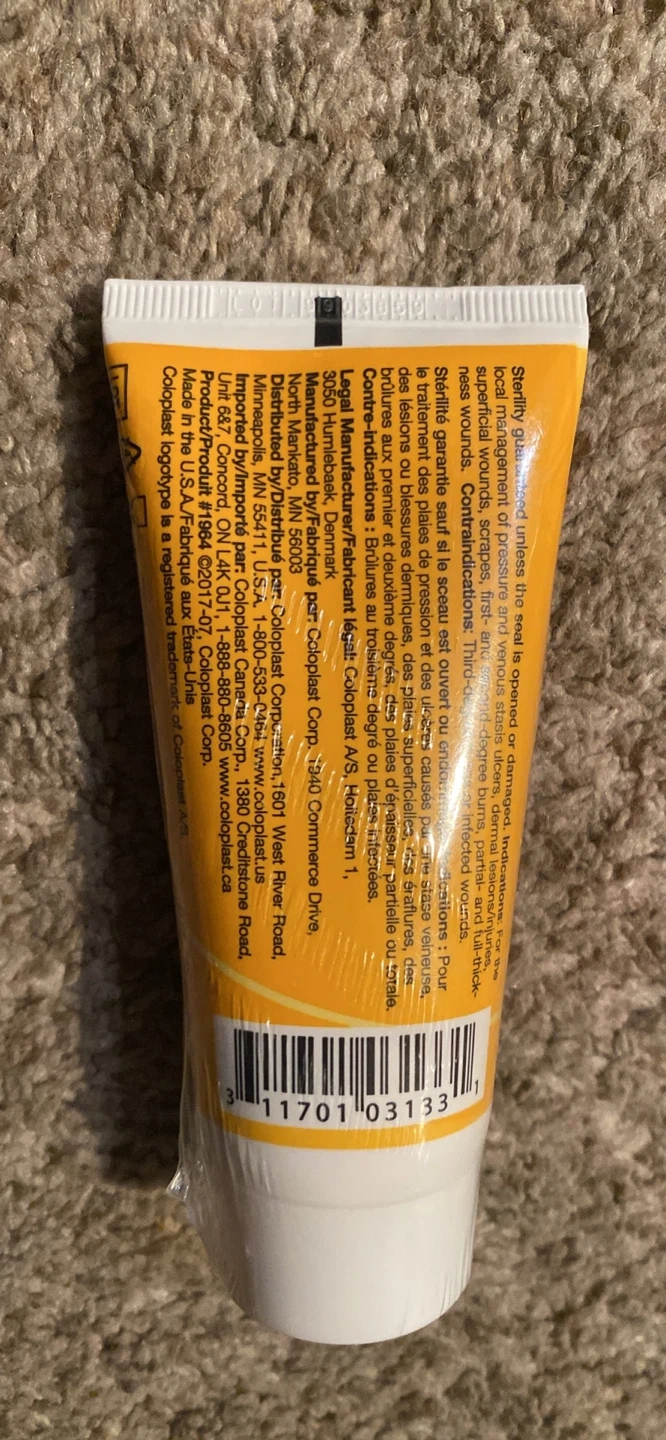 Sterility guaranteed unless the seal is opened or damaged. Indications: For the
local management of pressure and venous stasis ulcers, dermal lesions/injuries,
superficial wounds, scrapes, first- and second-degree burns, partial- and full-thick-
ness wounds. Contraindications: Third-degree or infected wounds.
Stérilité garantie sauf si le sceau est ouvert ou : Pour
le traitement des plaies de pression et des ulcères causés par une stase veineuse,
des lésions ou blessures dermiques, des plaies superficielles, des éraflures, des
brûlures aux premier et deuxième degrés, des plaies d'épaisseur partielle ou totale.
Contre-indications : Brûlures au troisième degré ou plaies infectées.
Legal Manufacturer/Fabricant légal: Coloplast A/S, Holtedam 1,
3050 Humlebaek, Denmark
Manufactured by/Fabriqué par: Coloplast Corp. 1940 Commerce Drive,
North Mankato, MN 56003
Distributed by/Distribué par: Coloplast Corporation, 1601 West River Road,
Minneapolis, MN 55411, U.S.A. 1-800-533-0464 www.coloplast.us
Imported by/Importé par: Coloplast Canada Corp., 1380 Creditstone Road,
Unit 6&7, Concord, ON L4K 0J1, 1-888-880-8605 www.coloplast.ca
Product/Produit #1964 ©2017-07, Coloplast Corp.
Made in the U.S.A./Fabriqué aux États-Unis
Coloplast logotype is a registered trademark of Coloplast A/S.
3 11701 03133 1